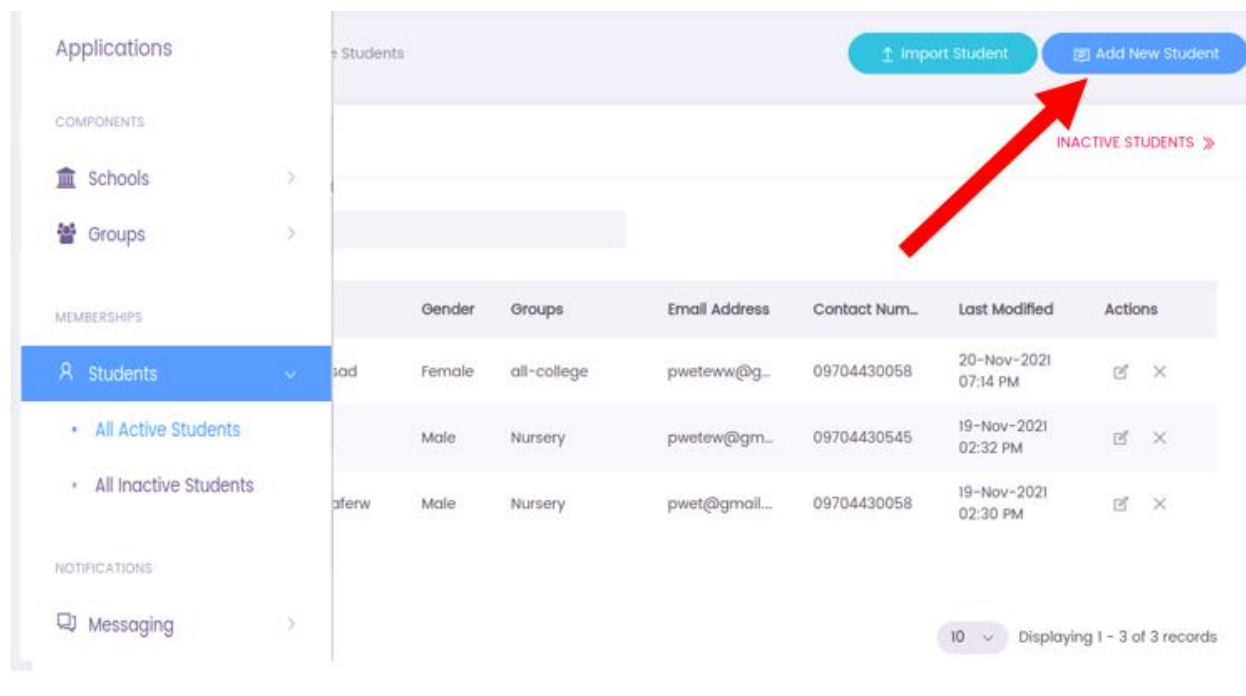 Applications
Students
Import Student
Add New Student
COMPONENTS
INACTIVE STUDENTS
Schools
Groups
MEMBERSHIPS
Gender Groups Email Address Contact Num... Last Modified Actions
Students
sad Female all-college pweteww@g... 09704430058 20-Nov-2021
07:14 PM
All Active Students
Male Nursery pwetew@gm... 09704430545 19-Nov-2021
02:32 PM
All Inactive Students
aferw Male Nursery pwet@gmail.... 09704430058 19-Nov-2021
02:30 PM
NOTIFICATIONS
Messaging
10 Displaying 1 - 3 of 3 records